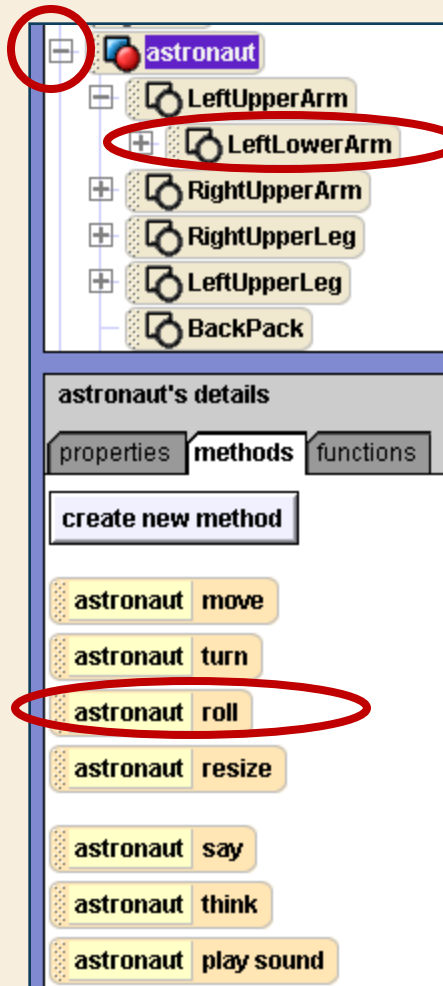 astronaut
LeftUpperArm
LeftLowerArm
RightUpperArm
RightUpperLeg
LeftUpperLeg
BackPack
astronaut's details
properties methods functions
create new method
astronaut move
astronaut turn
astronaut roll
astronaut resize
astronaut say
astronaut think
astronaut play sound